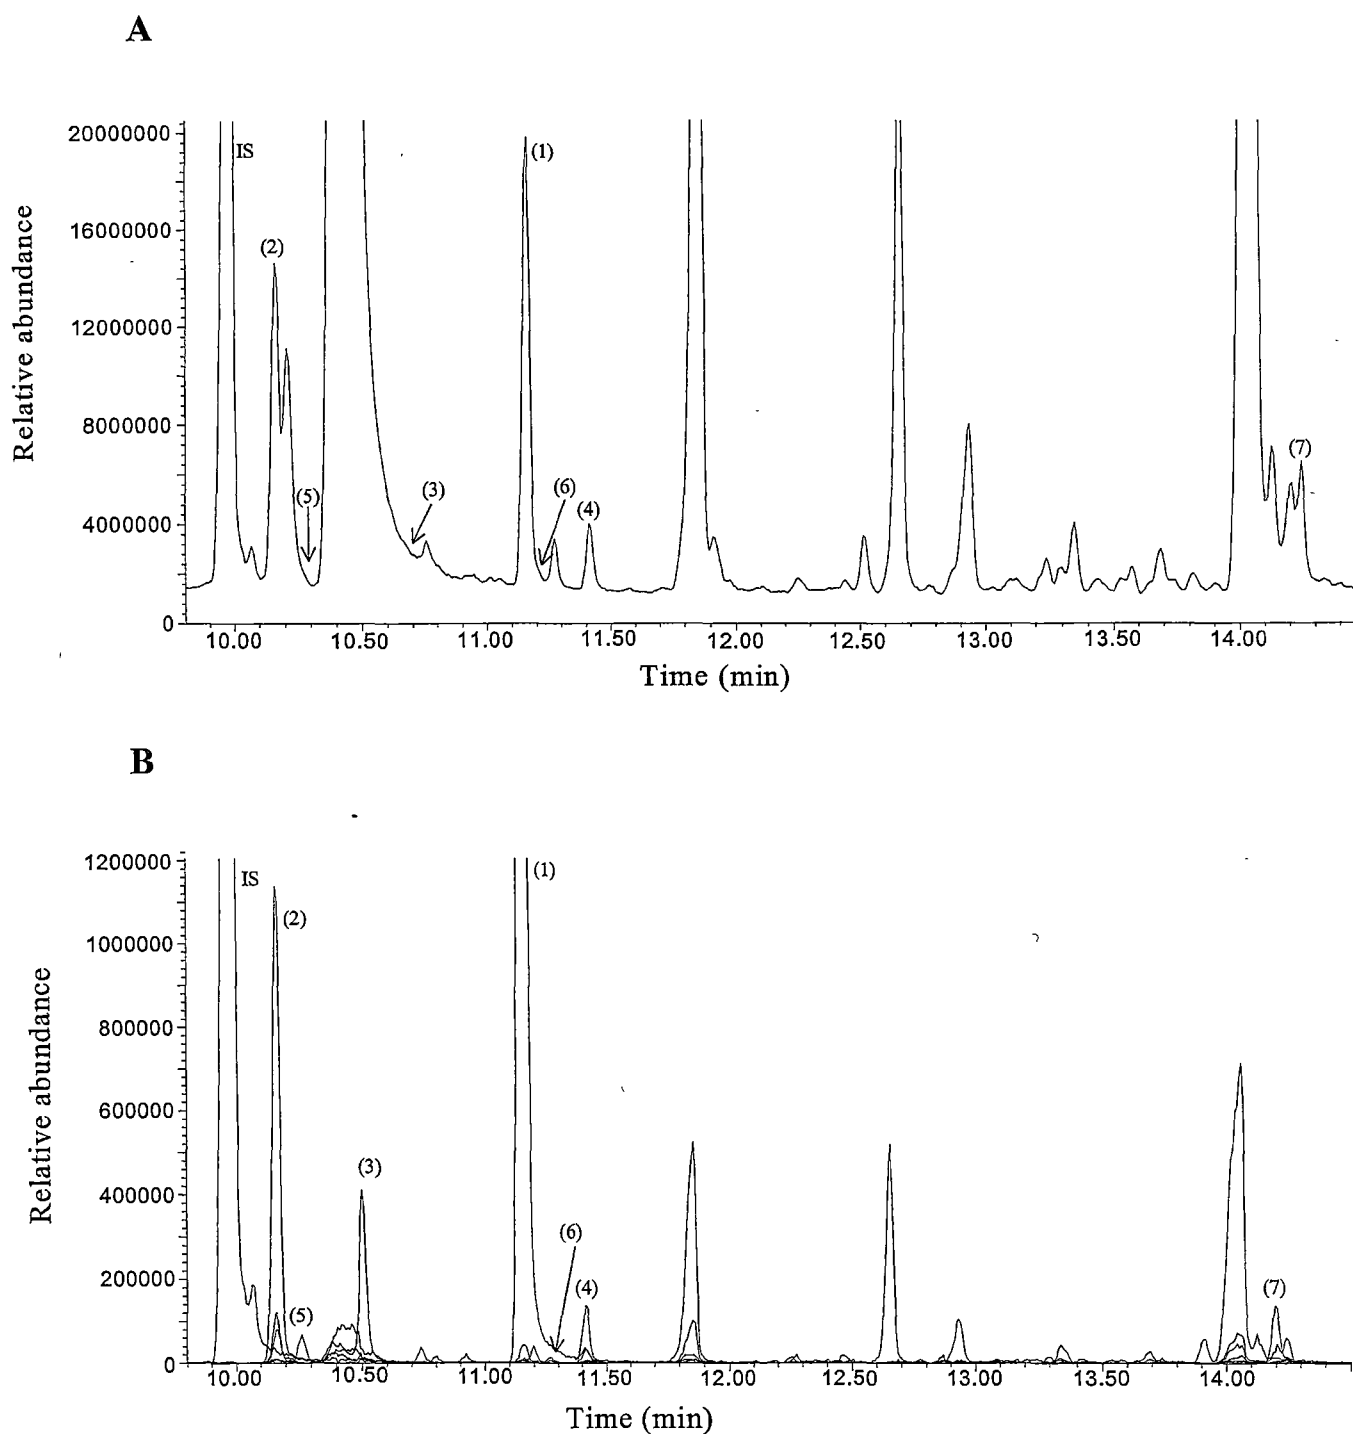 A
20000000
IS
(1)
16000000
(2)
12000000
8000000
(5)
(3)
(6)
(4)
(7)
4000000
0
10.00 10.50 11.00 11.50 12.00 12.50 13.00 13.50 14.00
Time (min)
Relative abundance
B
1200000
IS
(1)
(2)
1000000
800000
600000
(3)
400000
(6)
200000
(5)
(4)
(7)
0
10.00 10.50 11.00 11.50 12.00 12.50 13.00 13.50 14.00
Time (min)
Relative abundance